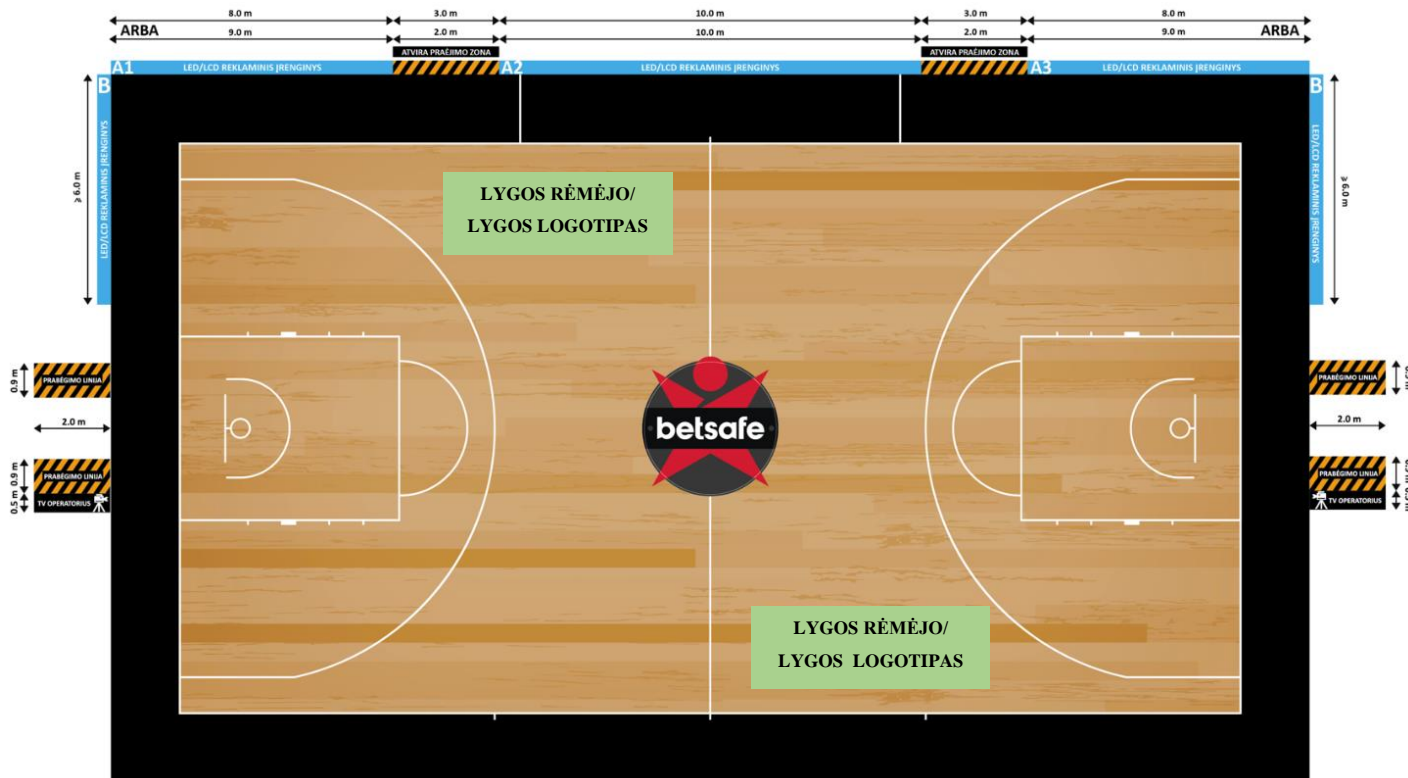 8.0 m 3.0 m 10.0 m 3.0 m 8.0 m
ARBA ARBA
9.0 m 2.0 m 10.0 m 2.0 m 9.0 m
ATVIRA PRAĖJIMO ZONA ATVIRA PRAĖJIMO ZONA
A1 LED/LCD REKLAMINIS ĮRENGINYS A2 LED/LCD REKLAMINIS ĮRENGINYS A3 LED/LCD REKLAMINIS ĮRENGINYS
B B
LED/LCD REKLAMINIS ĮRENGINYS
LED/LCD REKLAMINIS ĮRENGINYS
⩾ 6.0 m
⩾ 6.0 m
LYGOS RĖMĖJO/
LYGOS LOGOTIPAS
0.9 m PRABĖGIMO LINIJA PRABĖGIMO LINIJA
2.0 m 2.0 m
betsafe
0.9 m PRABĖGIMO LINIJA PRABĖGIMO LINIJA
0.5 m TV OPERATORIUS TV OPERATORIUS
LYGOS RĖMĖJO/
LYGOS LOGOTIPAS